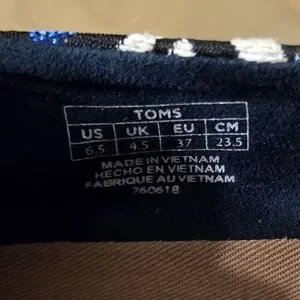 TOMS
US UK EU CM
6.5 4.5 37 23.5
MADE IN VIETNAM
HECHO EN VIETNAM
FABRIQUE AU VIETNAM
760618